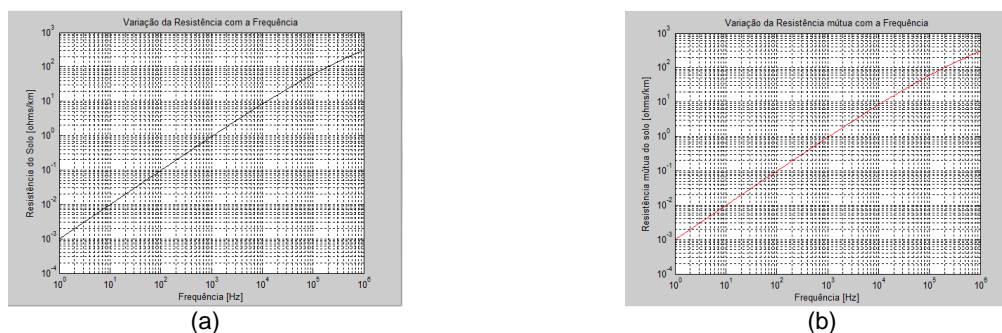 Variação da Resistência com a Frequência
10^3
10^2
10^1
10^0
10^-1
10^-2
10^-3
10^-4
Resistência do Solo [ohms/km]
10^0 10^1 10^2 10^3 10^4 10^5 10^6
Frequência [Hz]
(a)
Variação da Resistência mútua com a Frequência
10^3
10^2
10^1
10^0
10^-1
10^-2
10^-3
10^-4
Resistência mútua do solo [ohms/km]
10^0 10^1 10^2 10^3 10^4 10^5 10^6
Frequência [Hz]
(b)